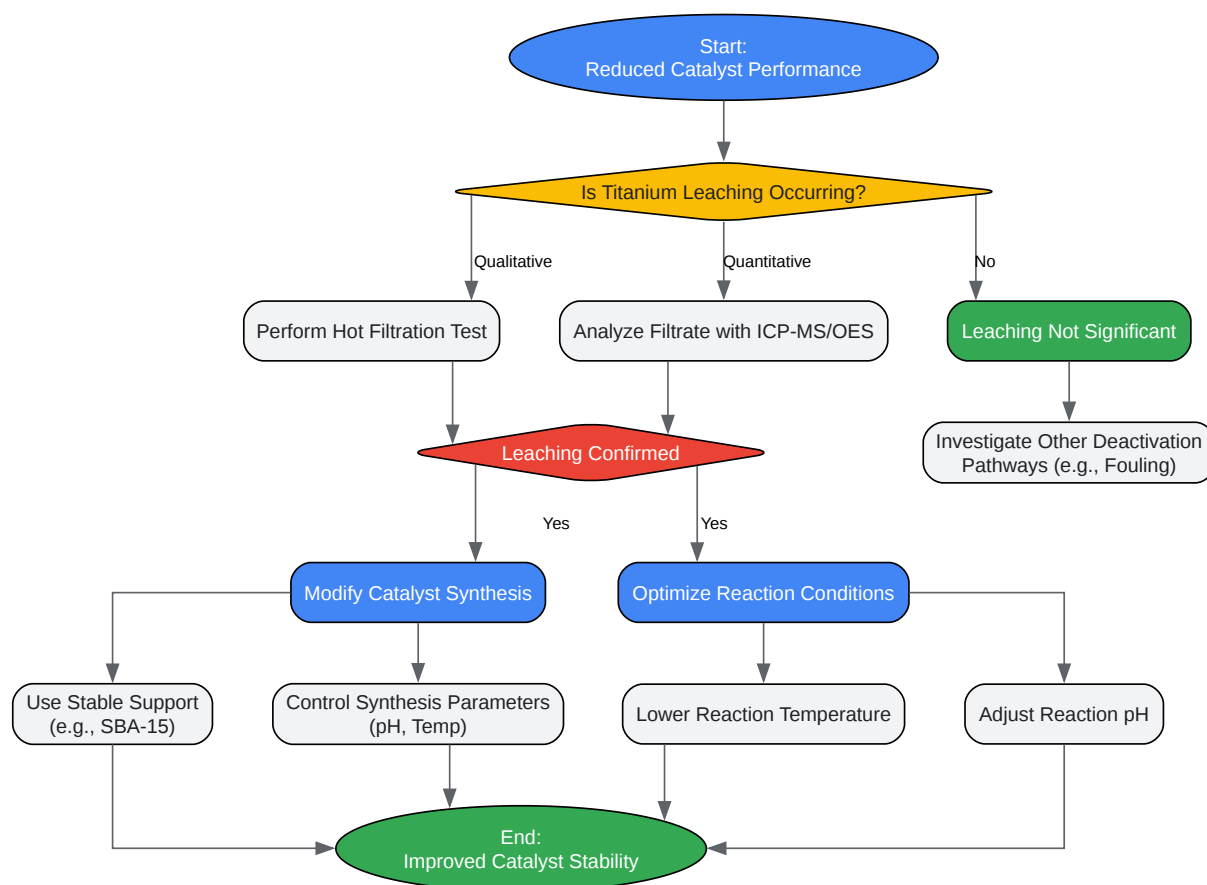 Start:
Reduced Catalyst Performance
Is Titanium Leaching Occurring?
Qualitative
Quantitative
No
Perform Hot Filtration Test
Analyze Filtrate with ICP-MS/OES
Leaching Not Significant
Investigate Other Deactivation
Pathways (e.g., Fouling)
Leaching Confirmed
Yes
Yes
Modify Catalyst Synthesis
Optimize Reaction Conditions
Use Stable Support
(e.g., SBA-15)
Control Synthesis Parameters
(pH, Temp)
Lower Reaction Temperature
Adjust Reaction pH
End:
Improved Catalyst Stability